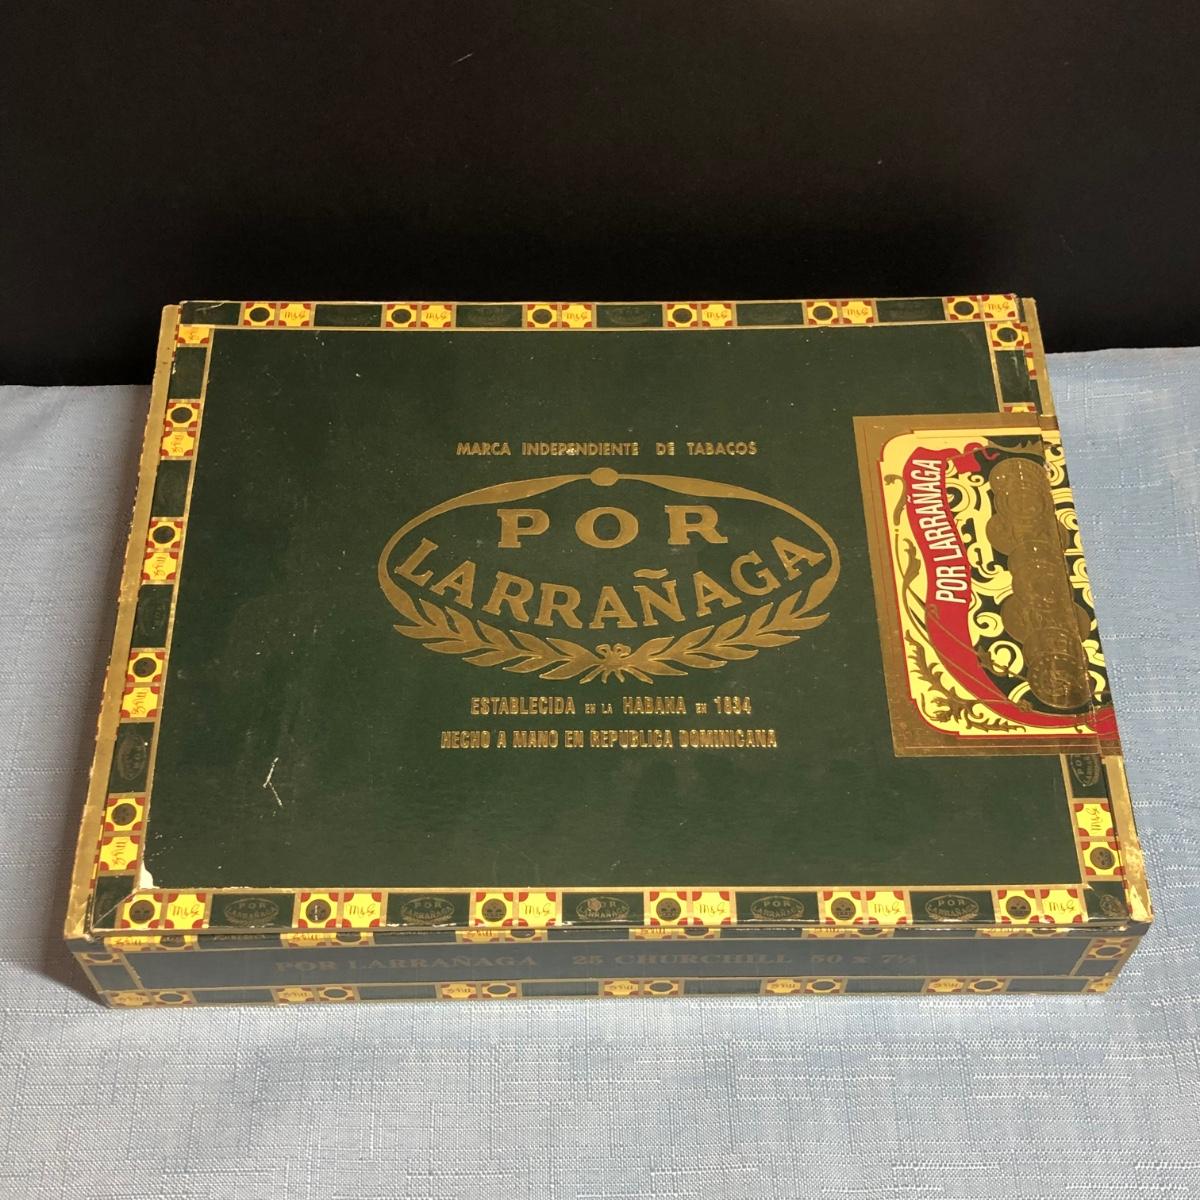 MARCA INDEPENDIENTE DE TABACOS
POR
LARRAÑAGA
ESTABLECIDA EN LA HABANA EN 1834
HECHO A MANO EN REPUBLICA DOMINICANA
POR LARRAÑAGA
POR LARRAÑAGA 25 CHURCHILL 50 x 7½